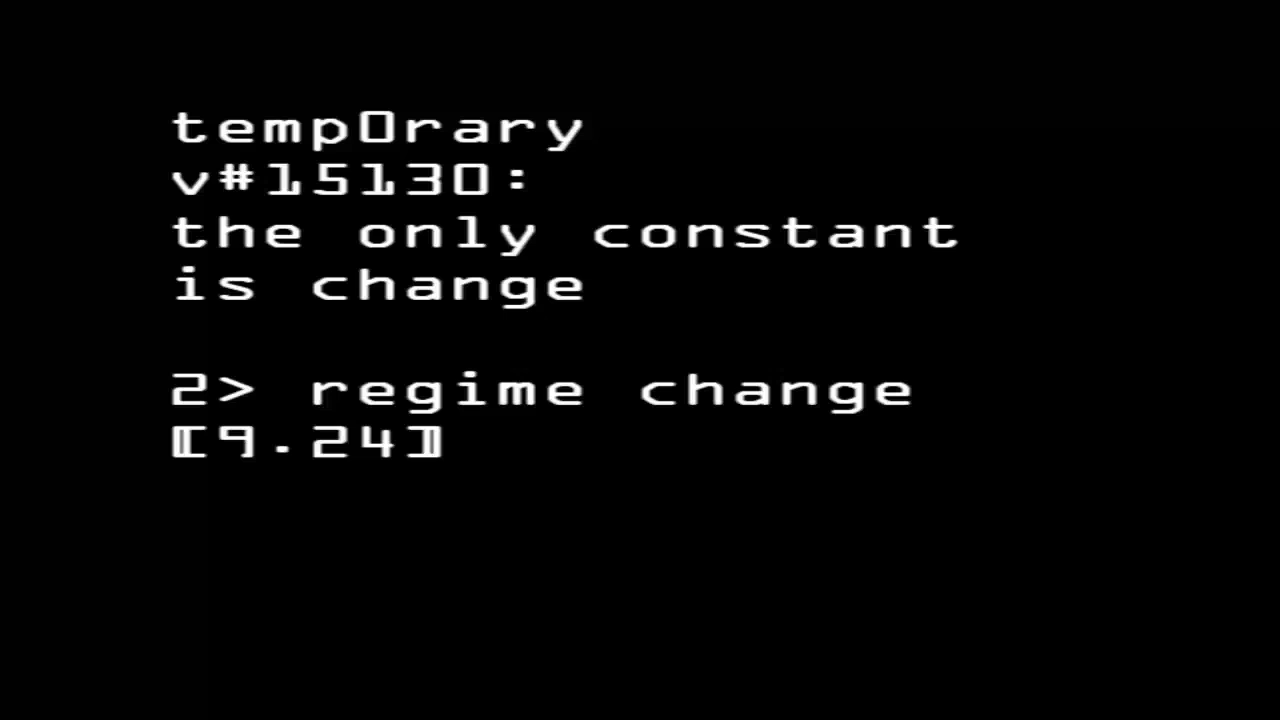 temp0rary
v#15130:
the only constant
is change
2> regime change
[9.24]